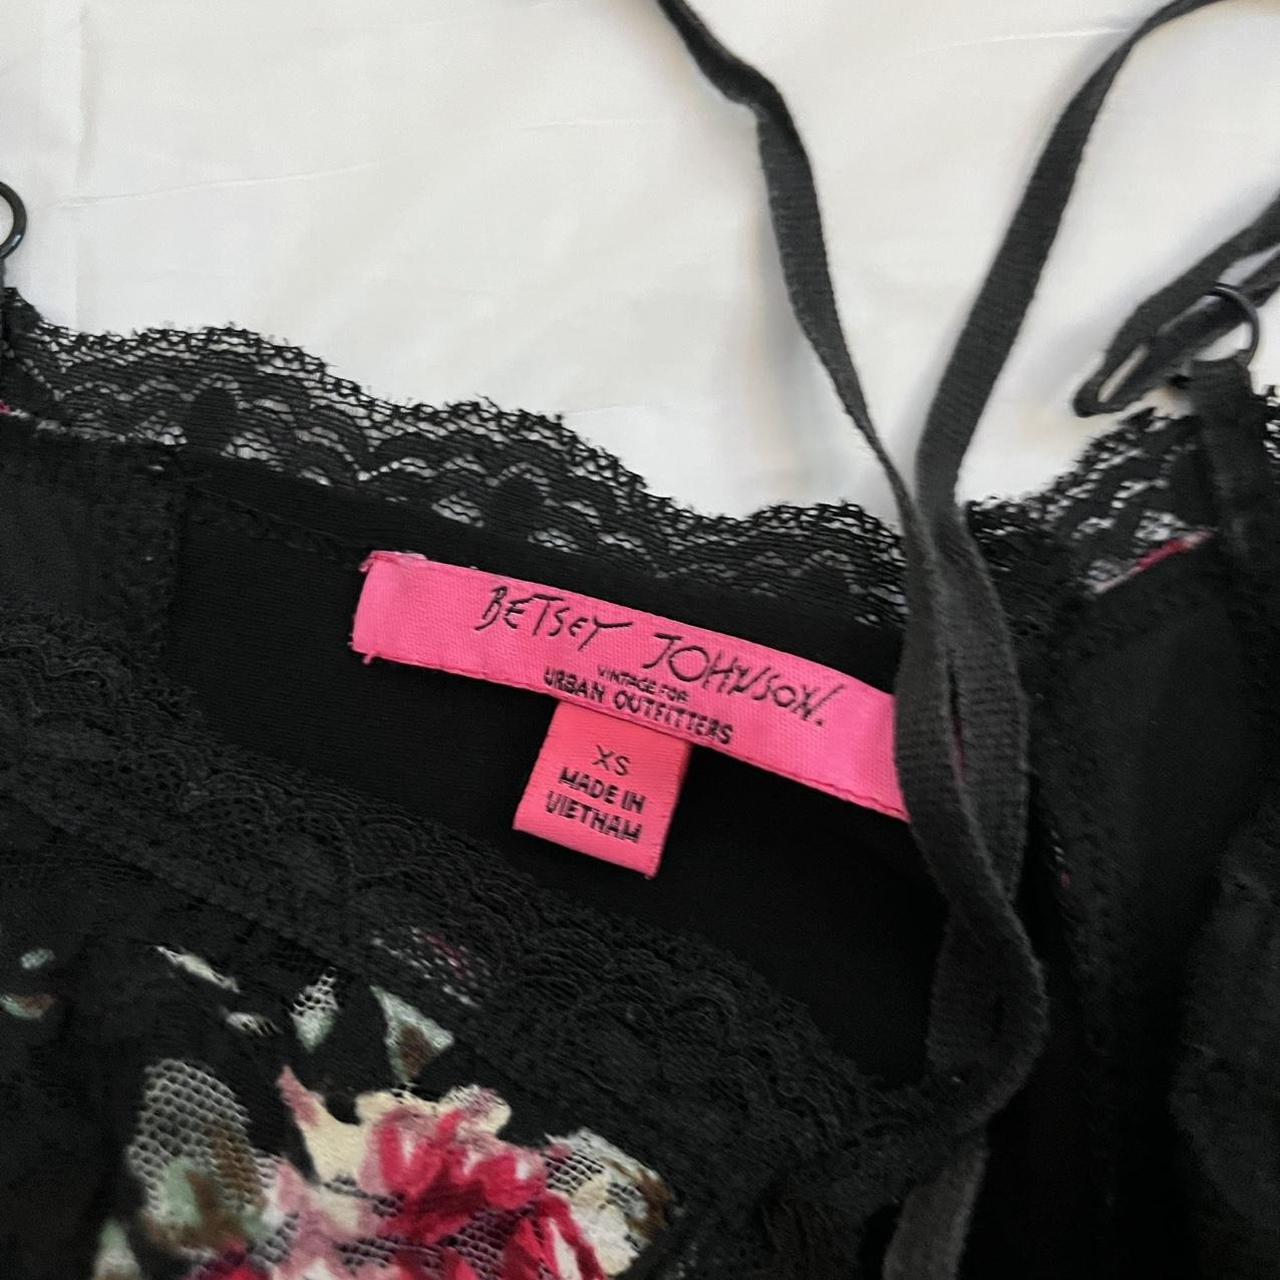 BETSEY JOHNSON.
VINTAGE FOR
URBAN OUTFITTERS
XS
MADE IN
VIETNAM